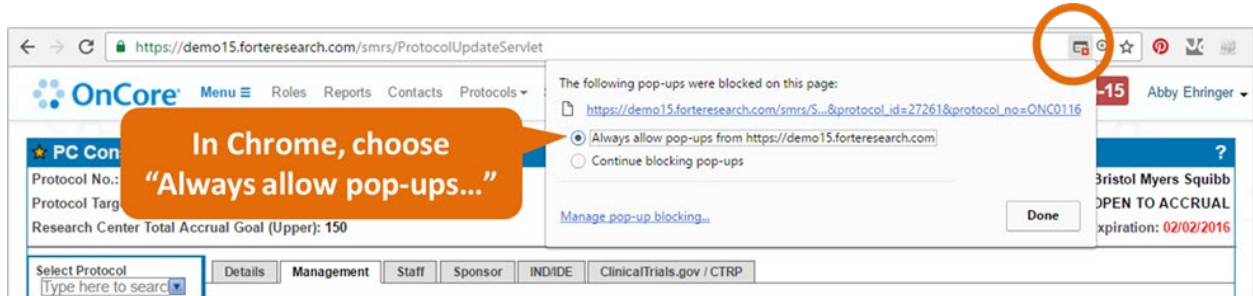 https://demo15.forteresearch.com/smrs/ProtocolUpdateServlet
OnCore Menu ≡ Roles Reports Contacts Protocols
-15 Abby Ehringer
The following pop-ups were blocked on this page:
https://demo15.forteresearch.com/smrs/S...&protocol_id=27261&protocol_no=ONC0116
Always allow pop-ups from https://demo15.forteresearch.com
Continue blocking pop-ups
Manage pop-up blocking...
Done
In Chrome, choose
“Always allow pop-ups...”
PC Con
?
Protocol No.:
Bristol Myers Squibb
Protocol Targ
OPEN TO ACCRUAL
Research Center Total Accrual Goal (Upper): 150
xpiration: 02/02/2016
Select Protocol
Type here to searc
Details Management Staff Sponsor IND/IDE ClinicalTrials.gov / CTRP